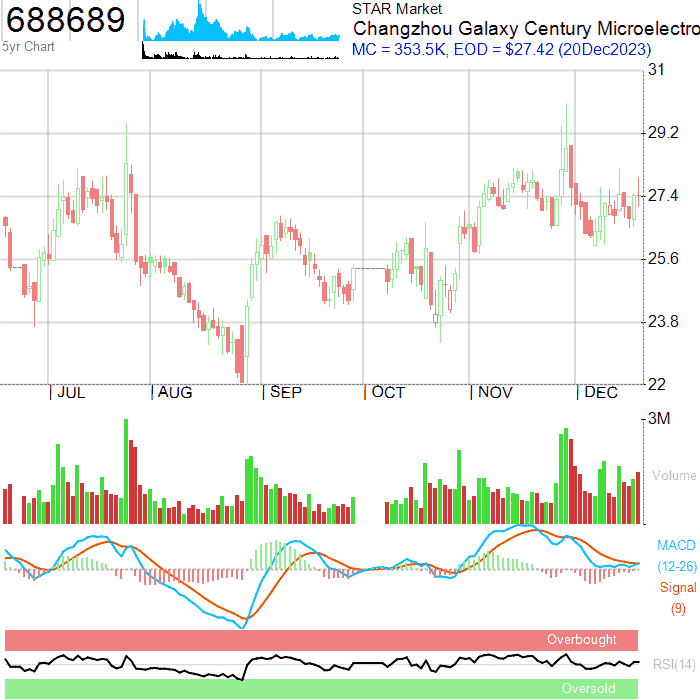 688689
5yr Chart
STAR Market
Changzhou Galaxy Century Microelectro
MC = 353.5K, EOD = $27.42 (20Dec2023)
31
29.2
27.4
25.6
23.8
22
JUL AUG SEP OCT NOV DEC
3M
Volume
MACD
(12-26)
Signal
(9)
Overbought
RSI(14)
Oversold